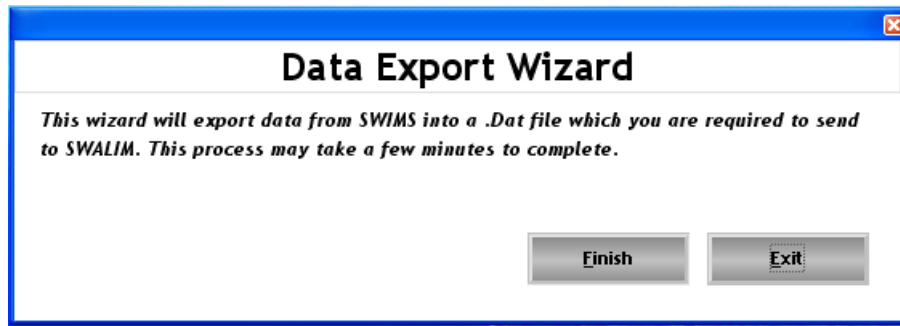 Data Export Wizard
This wizard will export data from SWIMS into a .Dat file which you are required to send
to SWALIM. This process may take a few minutes to complete.
Finish Exit